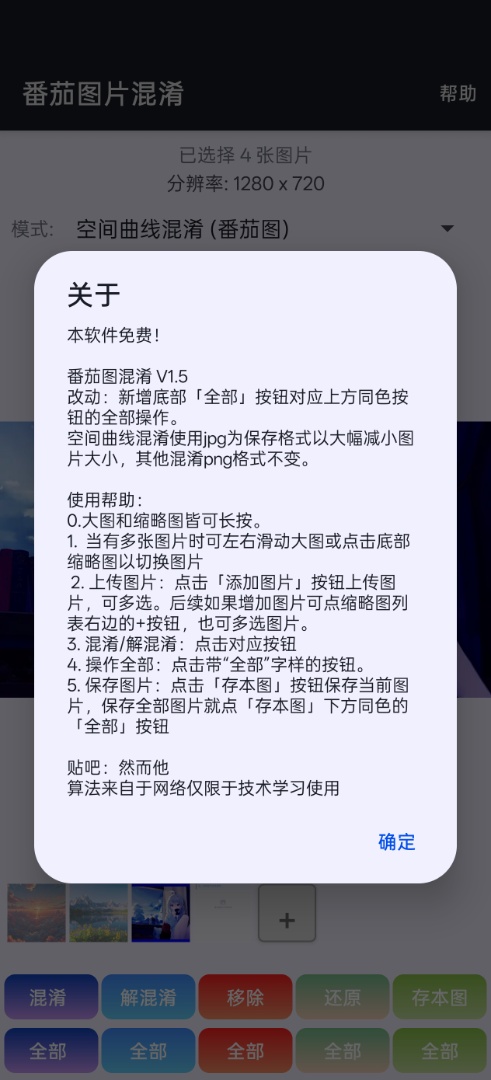 番茄图片混淆
帮助
已选择 4 张图片
分辨率: 1280 x 720
模式:
空间曲线混淆 (番茄图)
关于
本软件免费！
番茄图混淆 V1.5
改动：新增底部「全部」按钮对应上方同色按
钮的全部操作。
空间曲线混淆使用jpg为保存格式以大幅减小图
片大小，其他混淆png格式不变。
使用帮助：
0.大图和缩略图皆可长按。
1. 当有多张图片时可左右滑动大图或点击底部
缩略图以切换图片
2. 上传图片：点击「添加图片」按钮上传图
片，可多选。后续如果增加图片可点缩略图列
表右边的+按钮，也可多选图片。
3. 混淆/解混淆：点击对应按钮
4. 操作全部：点击带“全部”字样的按钮。
5. 保存图片：点击「存本图」按钮保存当前图
片，保存全部图片就点「存本图」下方同色的
「全部」按钮
贴吧：然而他
算法来自于网络仅限于技术学习使用
确定
+
混淆
解混淆
移除
还原
存本图
全部
全部
全部
全部
全部